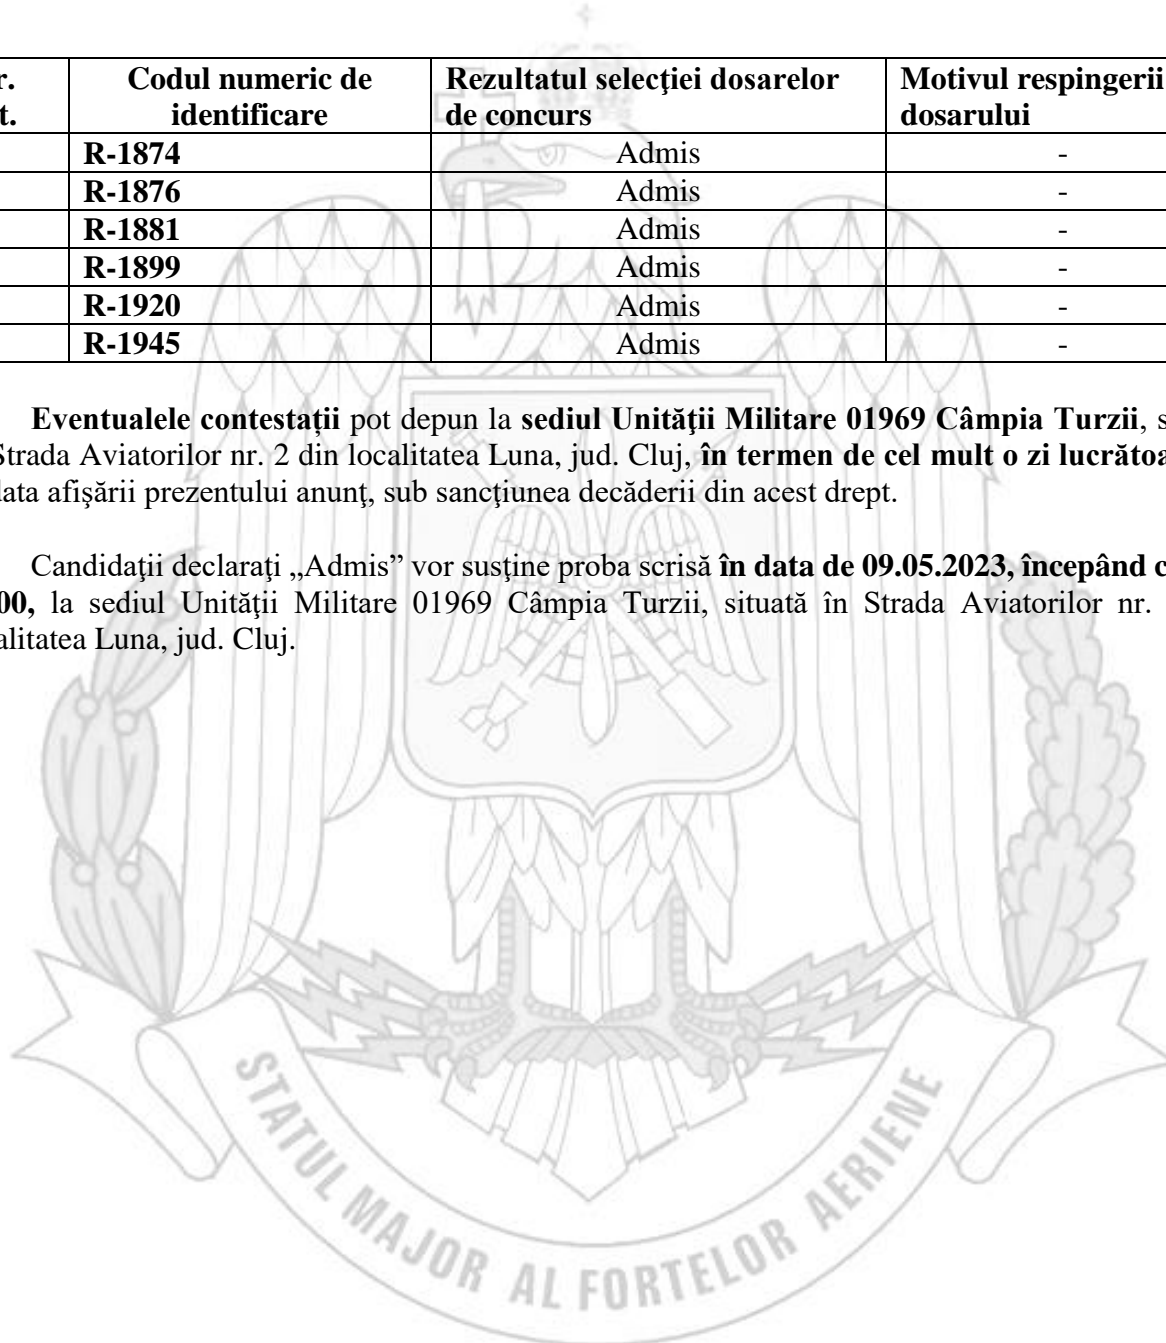 r. Codul numeric de Rezultatul selecţiei dosarelor Motivul respingerii
t. identificare de concurs dosarului
R-1874 Admis -
R-1876 Admis -
R-1881 Admis -
R-1899 Admis -
R-1920 Admis -
R-1945 Admis -
Eventualele contestații pot depun la sediul Unităţii Militare 01969 Câmpia Turzii, s
Strada Aviatorilor nr. 2 din localitatea Luna, jud. Cluj, în termen de cel mult o zi lucrătoa
data afişării prezentului anunţ, sub sancţiunea decăderii din acest drept.
Candidaţii declaraţi „Admis” vor susţine proba scrisă în data de 09.05.2023, începând c
00, la sediul Unităţii Militare 01969 Câmpia Turzii, situată în Strada Aviatorilor nr.
alitatea Luna, jud. Cluj.
STATUL MAJOR AL FORTELOR AERIENE